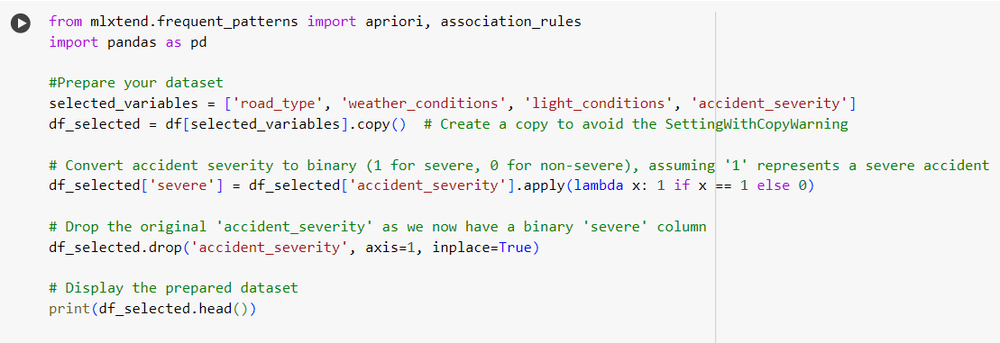 from mlxtend.frequent_patterns import apriori, association_rules
import pandas as pd
#Prepare your dataset
selected_variables = ['road_type', 'weather_conditions', 'light_conditions', 'accident_severity']
df_selected = df[selected_variables].copy()  # Create a copy to avoid the SettingWithCopyWarning
# Convert accident severity to binary (1 for severe, 0 for non-severe), assuming '1' represents a severe accident
df_selected['severe'] = df_selected['accident_severity'].apply(lambda x: 1 if x == 1 else 0)
# Drop the original 'accident_severity' as we now have a binary 'severe' column
df_selected.drop('accident_severity', axis=1, inplace=True)
# Display the prepared dataset
print(df_selected.head())